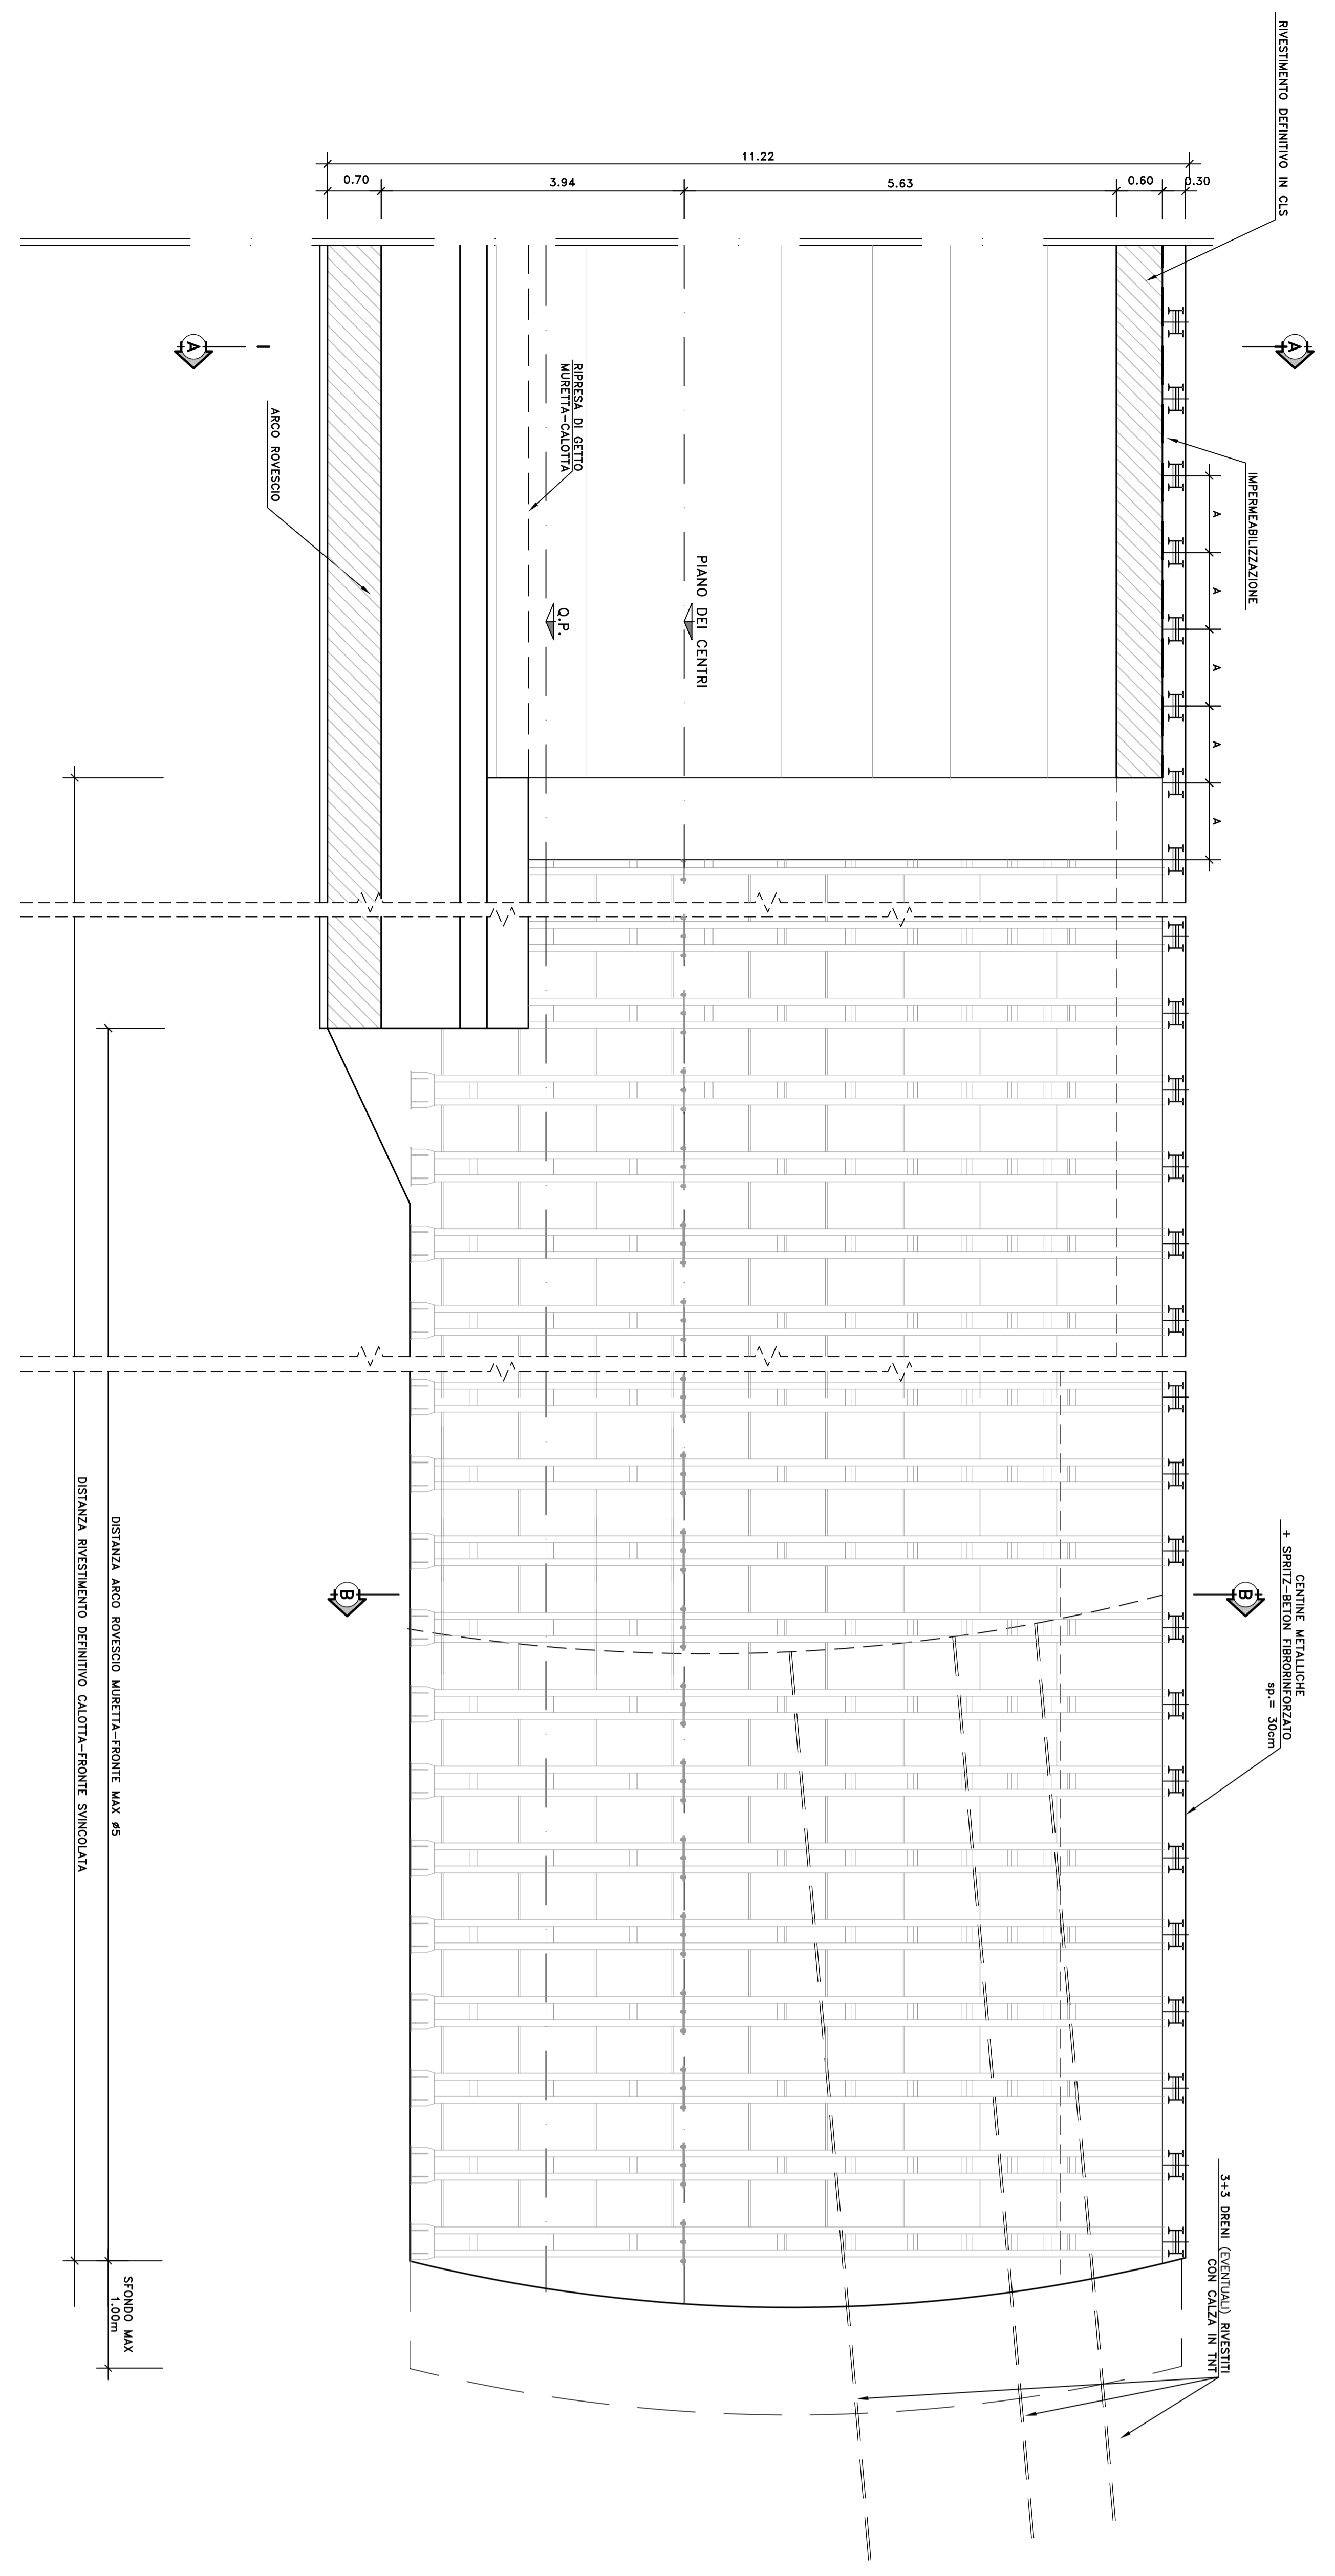 RIVESTIMENTO DEFINITIVO IN CLS
11.22
0.70
3.94
5.63
0.60
0.30
A
A
RIPRESA DI GETTO
MURETTA-CALOTTA
ARCO ROVESCIO
IMPERMEABILIZZAZIONE
A
A
A
A
A
PIANO DEI CENTRI
Q.P.
CENTINE METALLICHE
+ SPRITZ-BETON FIBRORINFORZATO
sp.= 30cm
B
B
DISTANZA ARCO ROVESCIO MURETTA-FRONTE MAX ø5
DISTANZA RIVESTIMENTO DEFINITIVO CALOTTA-FRONTE SVINCOLATA
3+3 DRENI (EVENTUALI) RIVESTITI
CON CALZA IN TNT
SFONDO MAX
1.00m